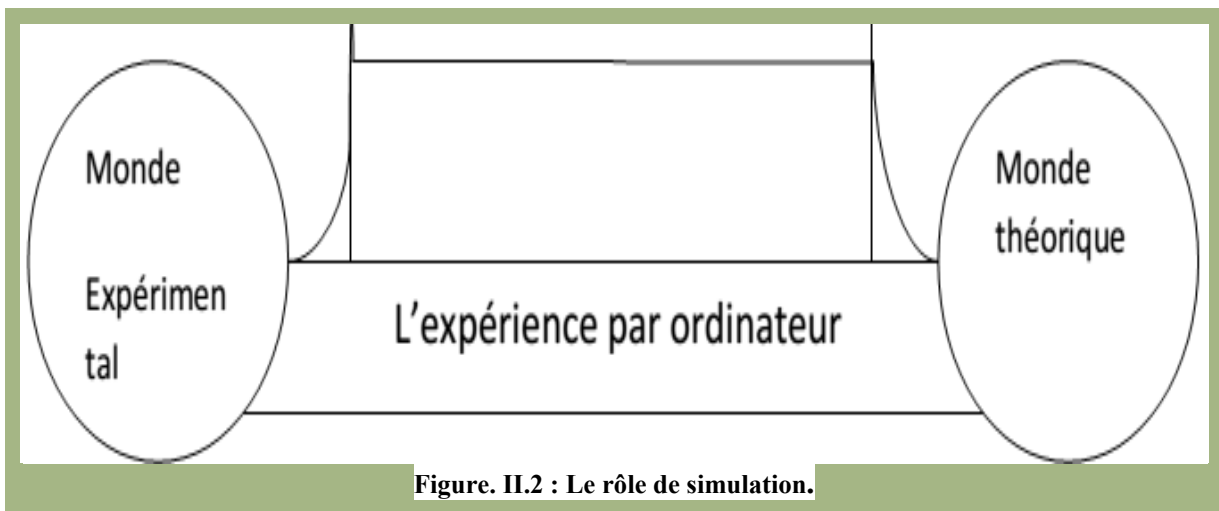 Monde
Expérimen
tal
L'expérience par ordinateur
Monde
théorique
Figure. II.2 : Le rôle de simulation.